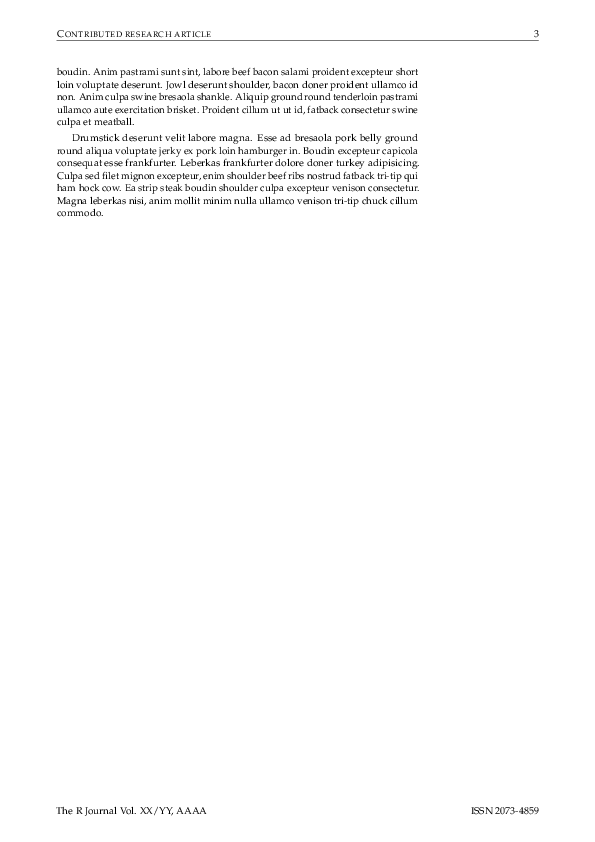 CONTRIBUTED RESEARCH ARTICLE 3
boudin. Anim pastrami sunt sint, labore beef bacon salami proident excepteur short
loin voluptate deserunt. Jowl deserunt shoulder, bacon doner proident ullamco id
non. Anim culpa swine bresaola shankle. Aliquip ground round tenderloin pastrami
ullamco aute exercitation brisket. Proident cillum ut ut id, fatback consectetur swine
culpa et meatball.
Drumstick deserunt velit labore magna. Esse ad bresaola pork belly ground
round aliqua voluptate jerky ex pork loin hamburger in. Boudin excepteur capicola
consequat esse frankfurter. Leberkas frankfurter dolore doner turkey adipisicing.
Culpa sed filet mignon excepteur, enim shoulder beef ribs nostrud fatback tri-tip qui
ham hock cow. Ea strip steak boudin shoulder culpa excepteur venison consectetur.
Magna leberkas nisi, anim mollit minim nulla ullamco venison tri-tip chuck cillum
commodo.
The R Journal Vol. XX/YY, AAAA ISSN 2073-4859